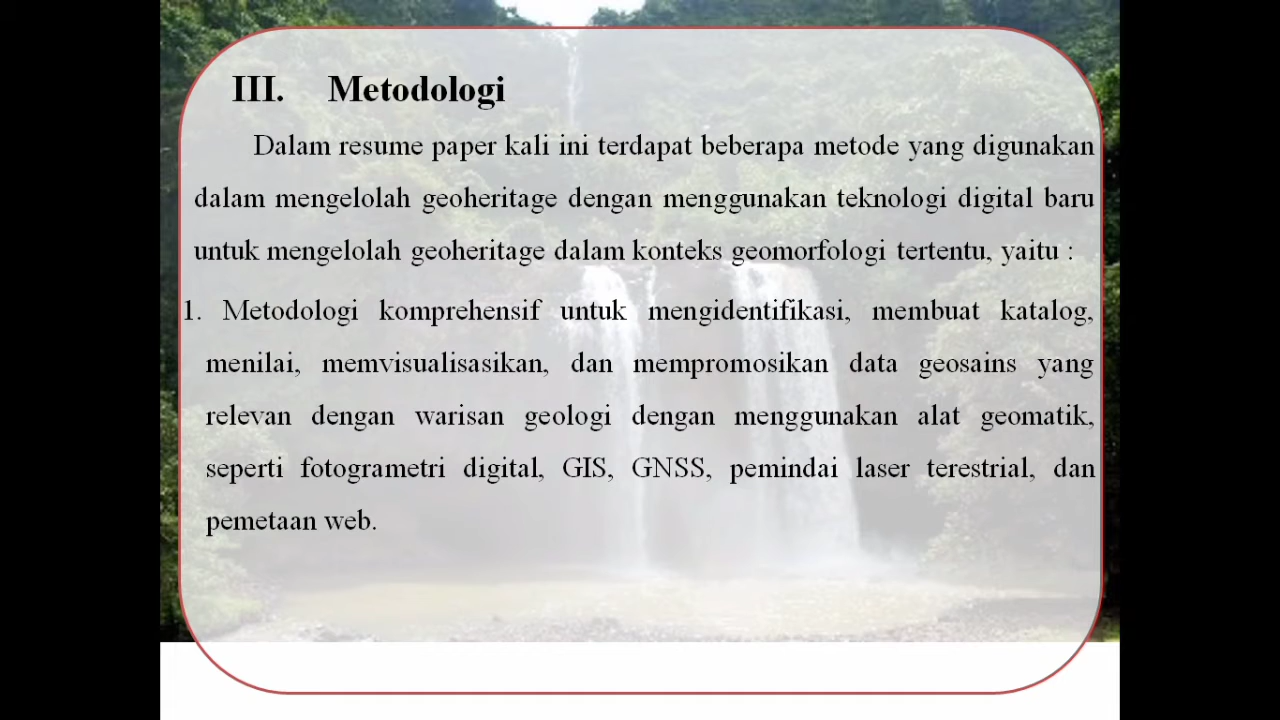 III. Metodologi
Dalam resume paper kali ini terdapat beberapa metode yang digunakan
dalam mengelolah geoheritage dengan menggunakan teknologi digital baru
untuk mengelolah geoheritage dalam konteks geomorfologi tertentu, yaitu :
1. Metodologi komprehensif untuk mengidentifikasi, membuat katalog,
menilai, memvisualisasikan, dan mempromosikan data geosains yang
relevan dengan warisan geologi dengan menggunakan alat geomatik,
seperti fotogrametri digital, GIS, GNSS, pemindai laser terestrial, dan
pemetaan web.